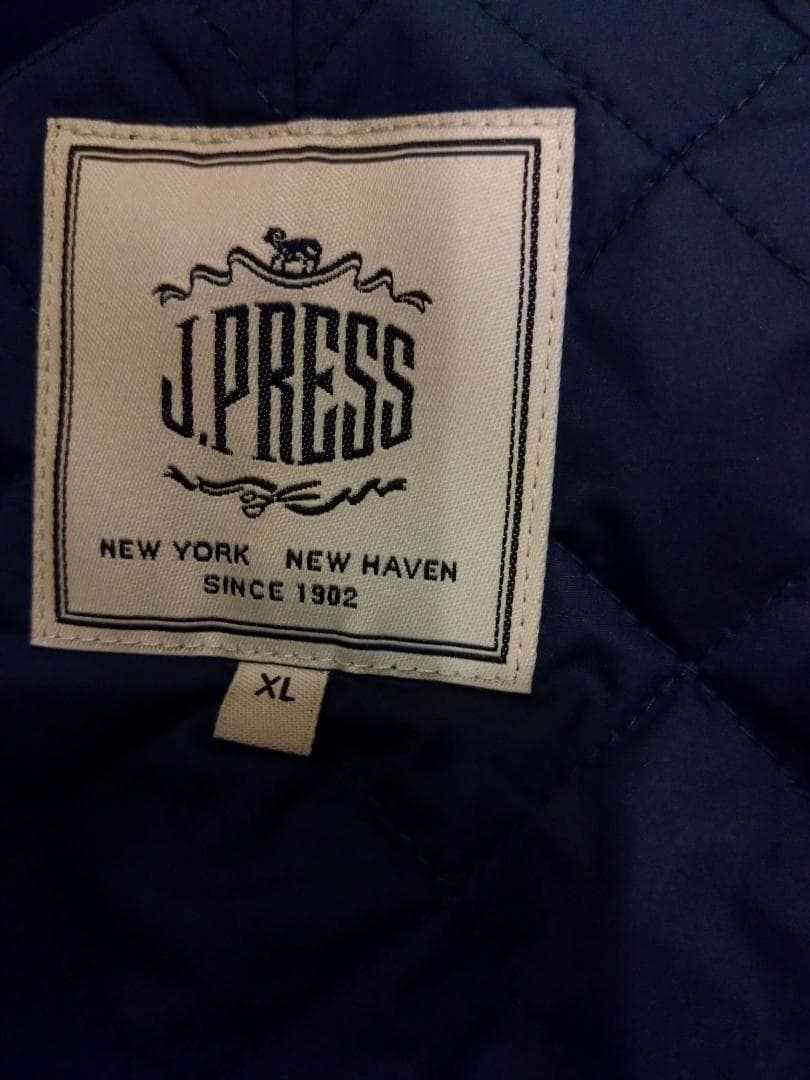 J.PRESS
NEW YORK NEW HAVEN
SINCE 1902
XL